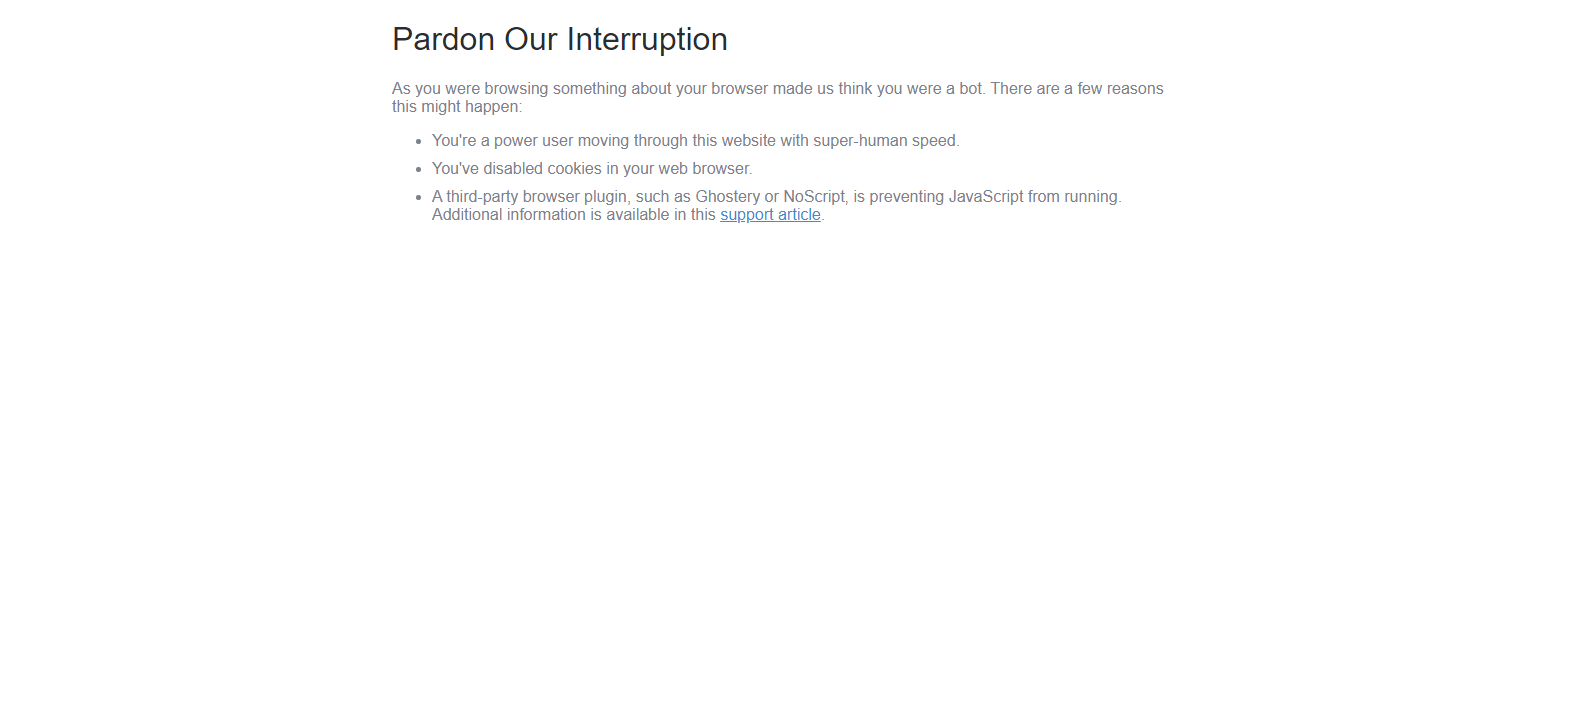 Pardon Our Interruption
As you were browsing something about your browser made us think you were a bot. There are a few reasons
this might happen:
You're a power user moving through this website with super-human speed.
You've disabled cookies in your web browser.
A third-party browser plugin, such as Ghostery or NoScript, is preventing JavaScript from running.
Additional information is available in this support article.